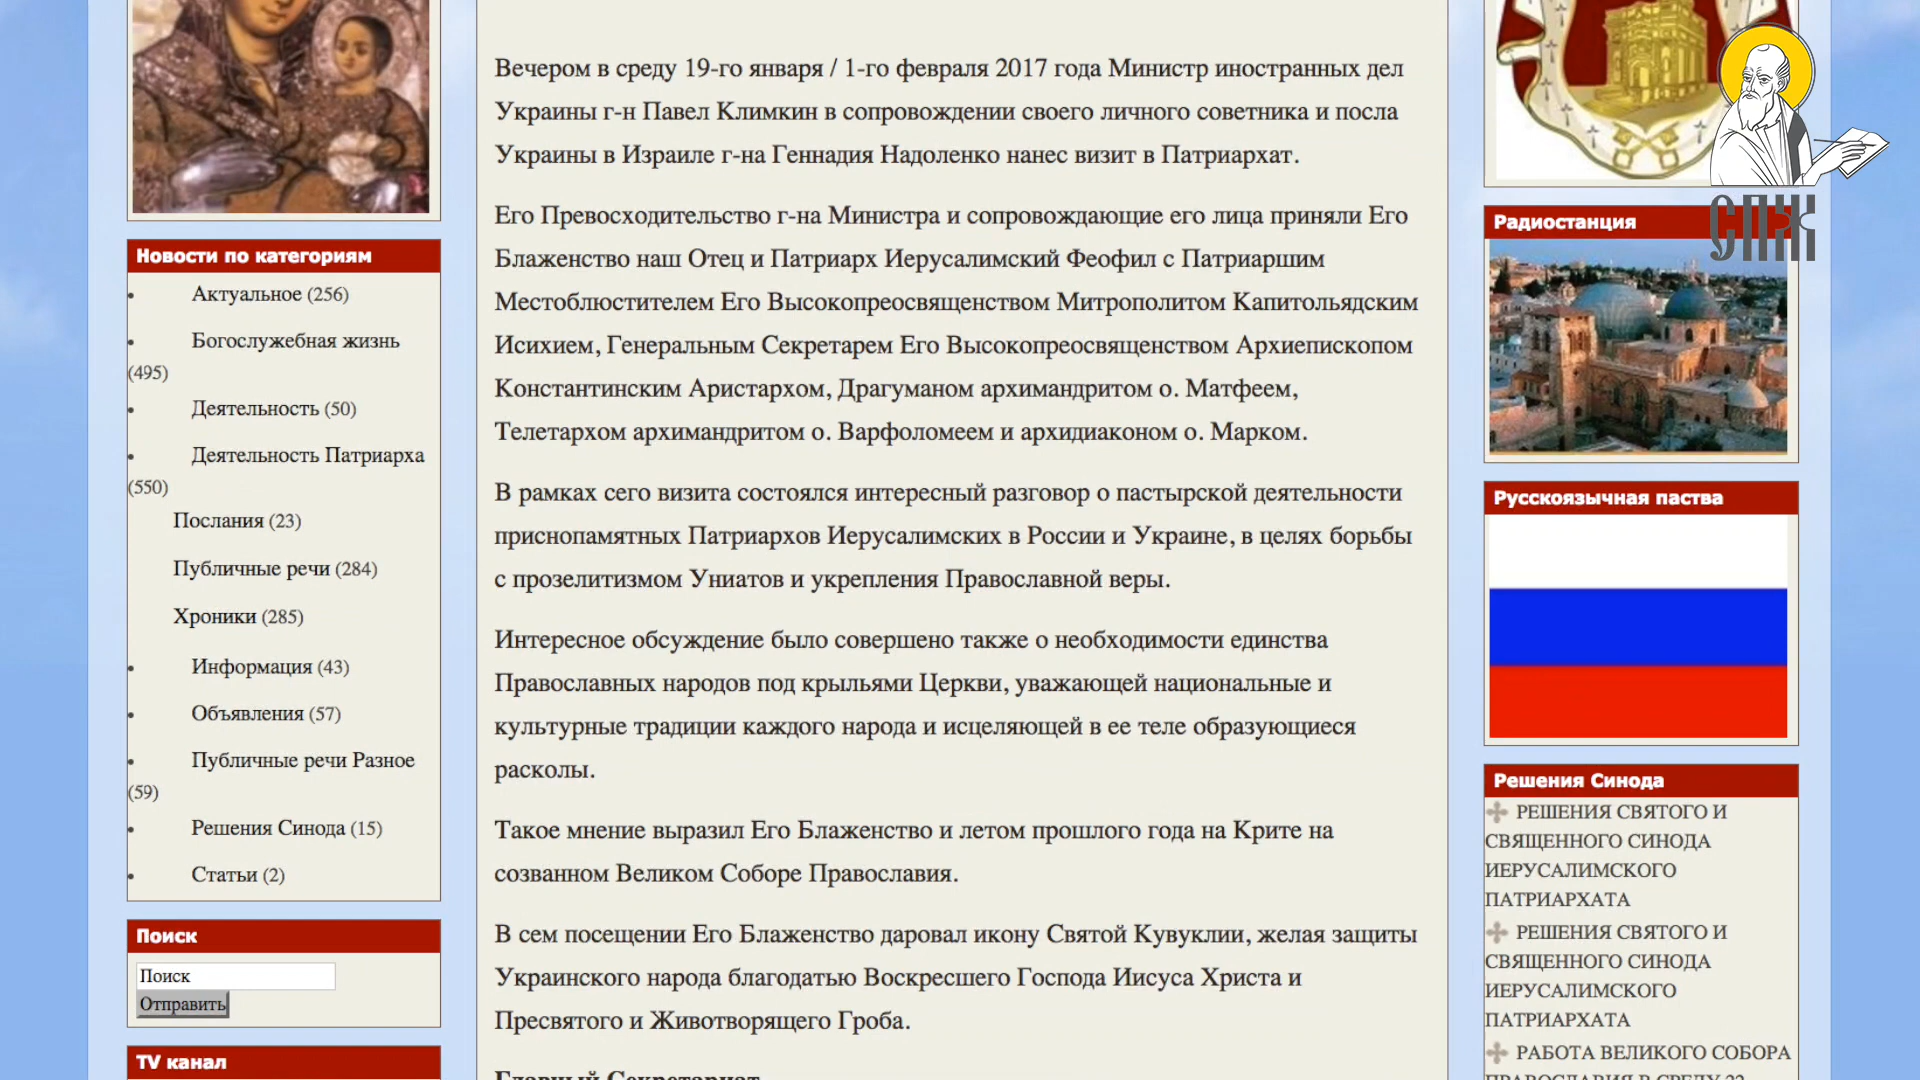 Новости по категориям
Актуальное (256)
Богослужебная жизнь
(495)
Деятельность (50)
Деятельность Патриарха
(550)
Послания (23)
Публичные речи (284)
Хроники (285)
Информация (43)
Объявления (57)
Публичные речи Разное
(59)
Решения Синода (15)
Статьи (2)
Поиск
Поиск
Отправить
TV канал
Вечером в среду 19-го января / 1-го февраля 2017 года Министр иностранных дел
Украины г-н Павел Климкин в сопровождении своего личного советника и посла
Украины в Израиле г-на Геннадия Надоленко нанес визит в Патриархат.
Его Превосходительство г-на Министра и сопровождающие его лица приняли Его
Блаженство наш Отец и Патриарх Иерусалимский Феофил с Патриаршим
Местоблюстителем Его Высокопреосвященством Митрополитом Капитольядским
Исихием, Генеральным Секретарем Его Высокопреосвященством Архиепископом
Константинским Аристархом, Драгуманом архимандритом о. Матфеем,
Телетархом архимандритом о. Варфоломеем и архидиаконом о. Марком.
В рамках сего визита состоялся интересный разговор о пастырской деятельности
приснопамятных Патриархов Иерусалимских в России и Украине, в целях борьбы
с прозелитизмом Униатов и укрепления Православной веры.
Интересное обсуждение было совершено также о необходимости единства
Православных народов под крыльями Церкви, уважающей национальные и
культурные традиции каждого народа и исцеляющей в ее теле образующиеся
расколы.
Такое мнение выразил Его Блаженство и летом прошлого года на Крите на
созванном Великом Соборе Православия.
В сем посещении Его Блаженство даровал икону Святой Кувуклии, желая защиты
Украинского народа благодатью Воскресшего Господа Иисуса Христа и
Пресвятого и Животворящего Гроба.
Главный Секретариат
СПЖ
Радиостанция
Русскоязычная паства
Решения Синода
РЕШЕНИЯ СВЯТОГО И
СВЯЩЕННОГО СИНОДА
ИЕРУСАЛИМСКОГО
ПАТРИАРХАТА
РЕШЕНИЯ СВЯТОГО И
СВЯЩЕННОГО СИНОДА
ИЕРУСАЛИМСКОГО
ПАТРИАРХАТА
РАБОТА ВЕЛИКОГО СОБОРА
ПРАВОСЛАВИЯ В СРЕДУ 22